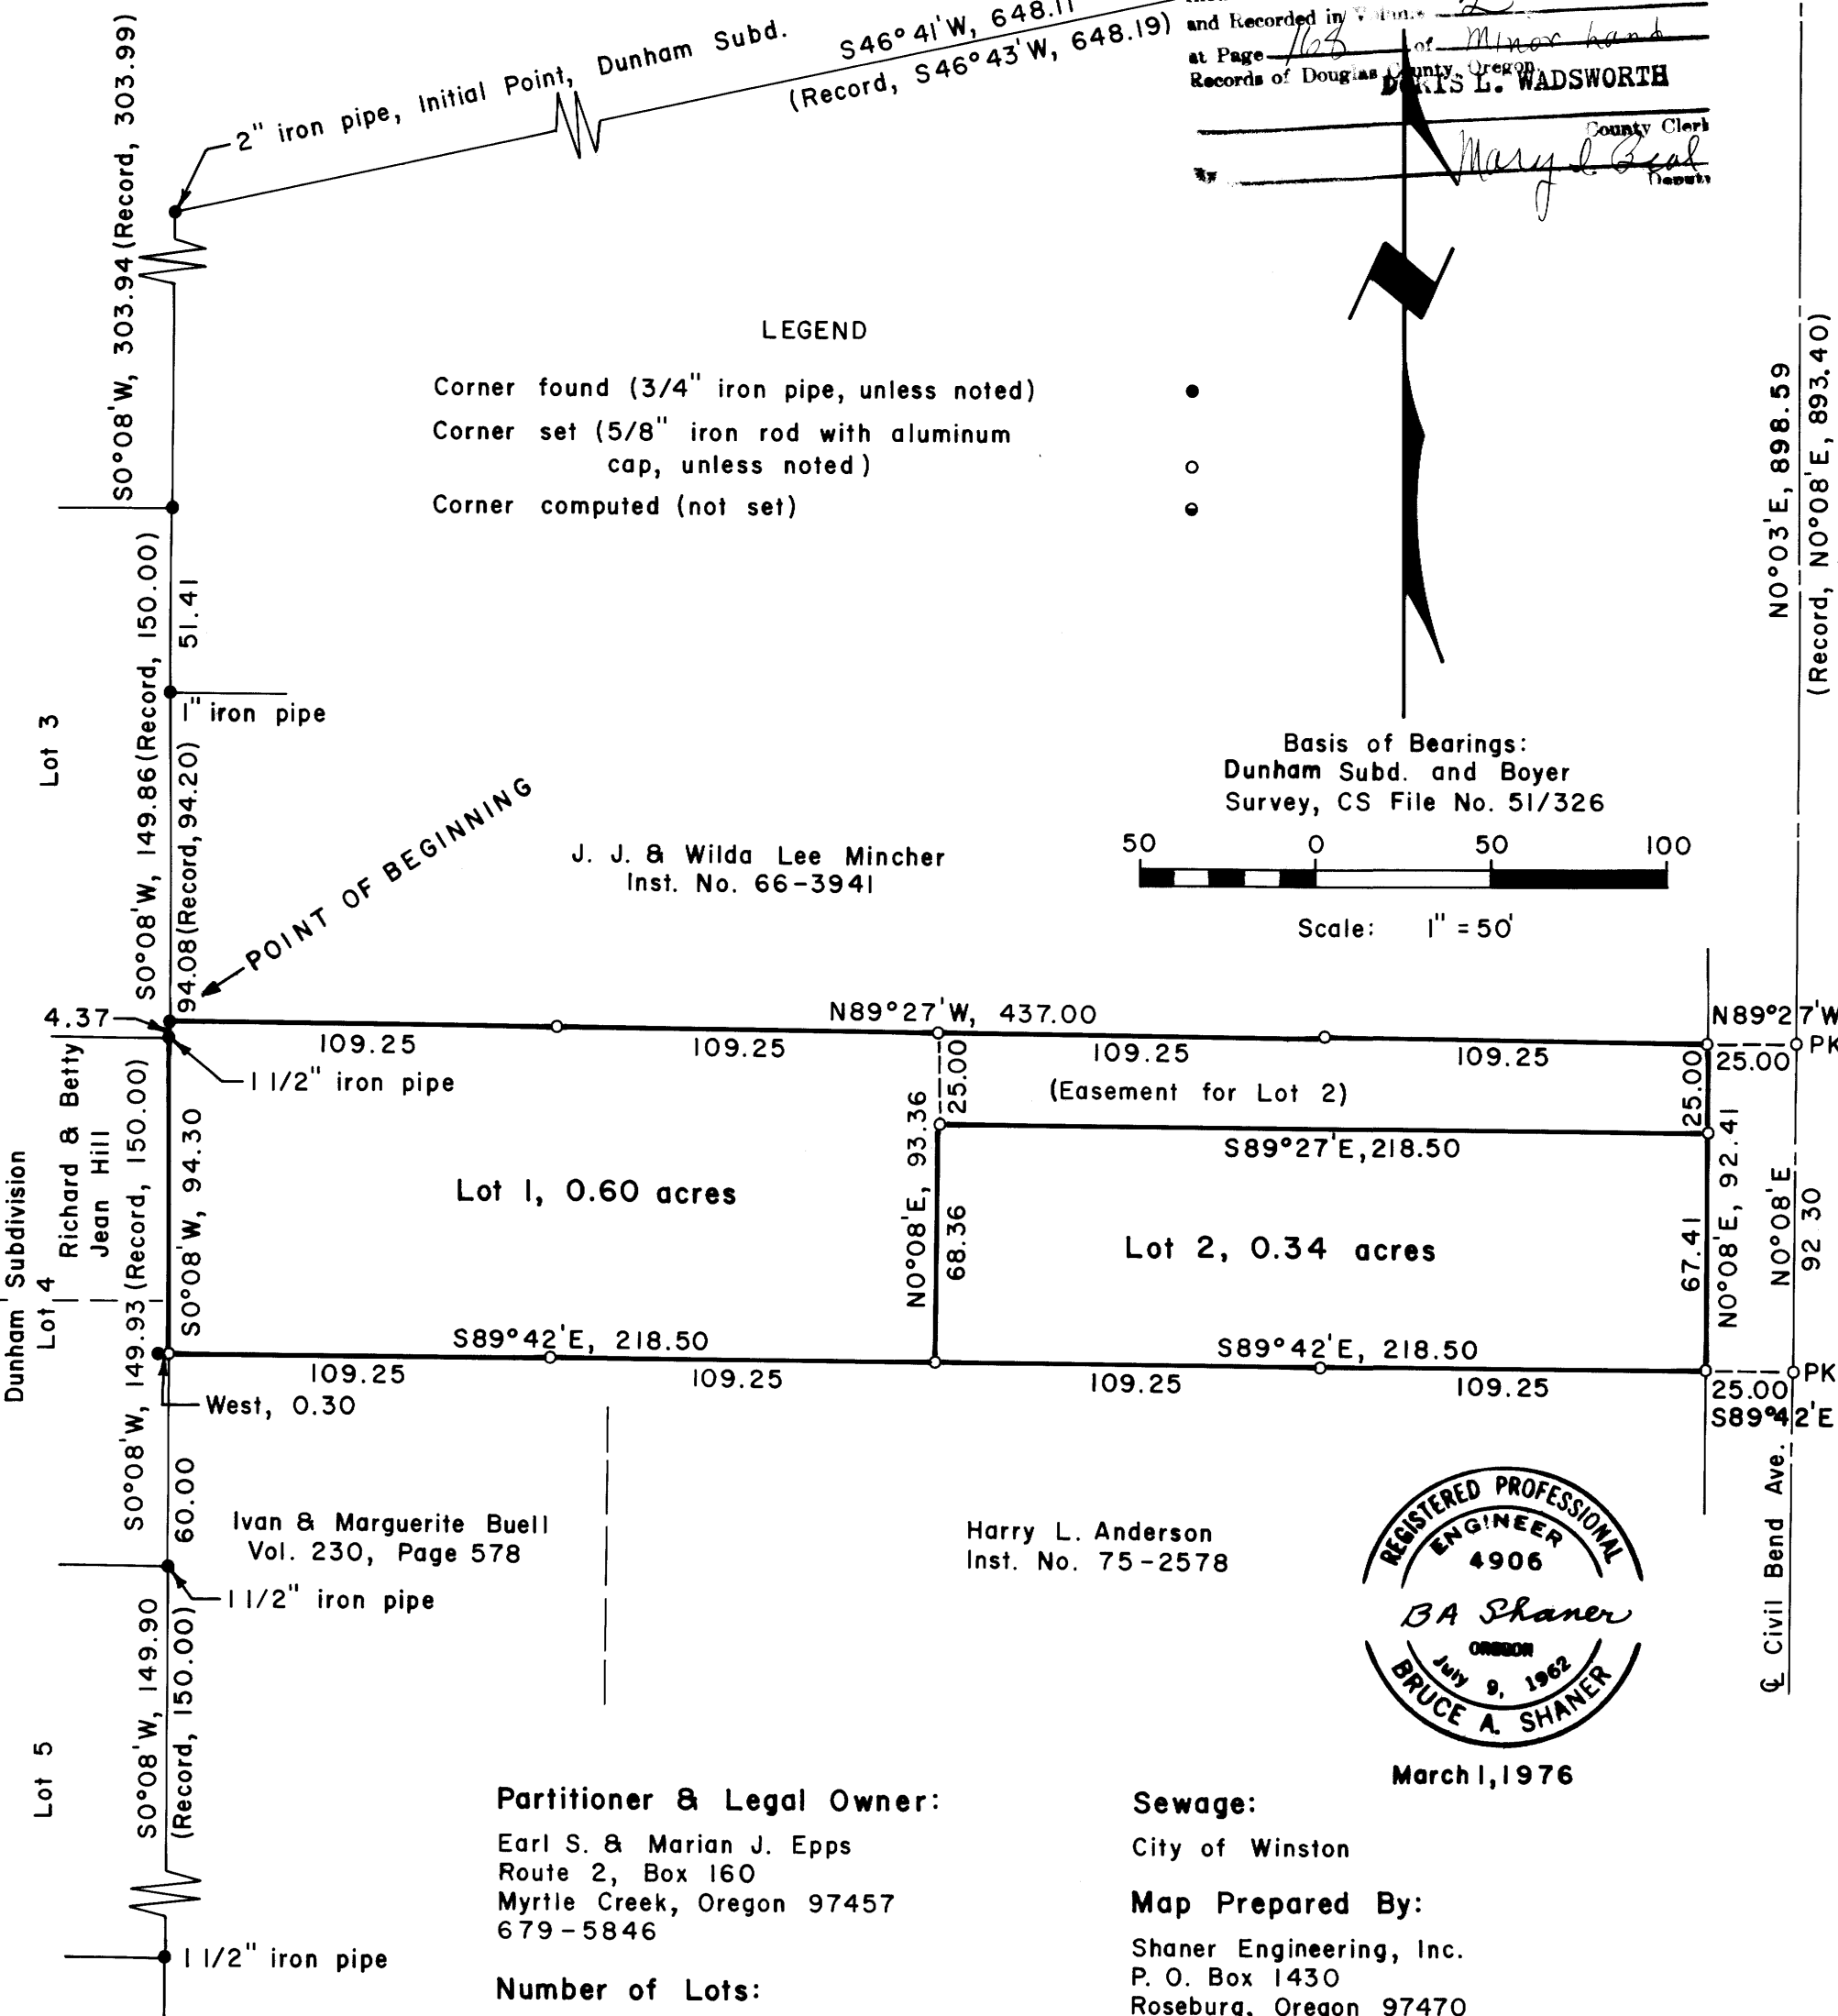 S0°08'W, 303.94 (Record, 303.99)
2" iron pipe, Initial Point, Dunham Subd.
S46°41'W, 648.11
(Record, S46°43'W, 648.19)
and Recorded in Volume 2
at Page 168 of Minor Land
Records of Douglas County, Oregon.
DORIS L. WADSWORTH
County Clerk
By Mary L Beal
Deputy
LEGEND
Corner found (3/4" iron pipe, unless noted)
Corner set (5/8" iron rod with aluminum
cap, unless noted)
Corner computed (not set)
N0°03'E, 898.59
(Record, N0°08'E, 893.40)
S0°08'W, 149.86 (Record, 150.00)
51.41
1" iron pipe
Lot 3
94.08 (Record, 94.20)
POINT OF BEGINNING
J. J. & Wilda Lee Mincher
Inst. No. 66-3941
Basis of Bearings:
Dunham Subd. and Boyer
Survey, CS File No. 51/326
50 0 50 100
Scale: 1" = 50'
4.37
N89°27'W, 437.00
N89°27'W
109.25 109.25 109.25 109.25
25.00
PK
1 1/2" iron pipe
25.00
(Easement for Lot 2)
25.00
S89°27'E, 218.50
Dunham Subdivision
Lot 4
Richard & Betty
Jean Hill
S0°08'W, 149.93 (Record, 150.00)
S0°08'W, 94.30
Lot 1, 0.60 acres
N0°08'E, 93.36
68.36
Lot 2, 0.34 acres
67.41
N0°08'E, 92.41
N0°08'E
92.30
S89°42'E, 218.50
S89°42'E, 218.50
109.25 109.25 109.25 109.25
25.00
PK
S89°42'E
West, 0.30
60.00
Ivan & Marguerite Buell
Vol. 230, Page 578
Harry L. Anderson
Inst. No. 75-2578
1 1/2" iron pipe
REGISTERED PROFESSIONAL
ENGINEER
4906
BA Shaner
OREGON
July 9, 1962
BRUCE A. SHANER
March 1, 1976
℄ Civil Bend Ave.
Lot 5
S0°08'W, 149.90
(Record, 150.00)
1 1/2" iron pipe
Partitioner & Legal Owner:
Earl S. & Marian J. Epps
Route 2, Box 160
Myrtle Creek, Oregon 97457
679-5846
Number of Lots:
Sewage:
City of Winston
Map Prepared By:
Shaner Engineering, Inc.
P. O. Box 1430
Roseburg, Oregon 97470